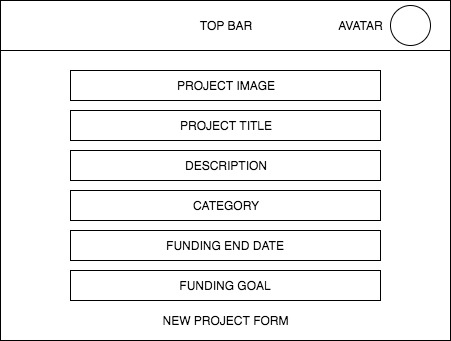 TOP BAR
AVATAR
PROJECT IMAGE
PROJECT TITLE
DESCRIPTION
CATEGORY
FUNDING END DATE
FUNDING GOAL
NEW PROJECT FORM